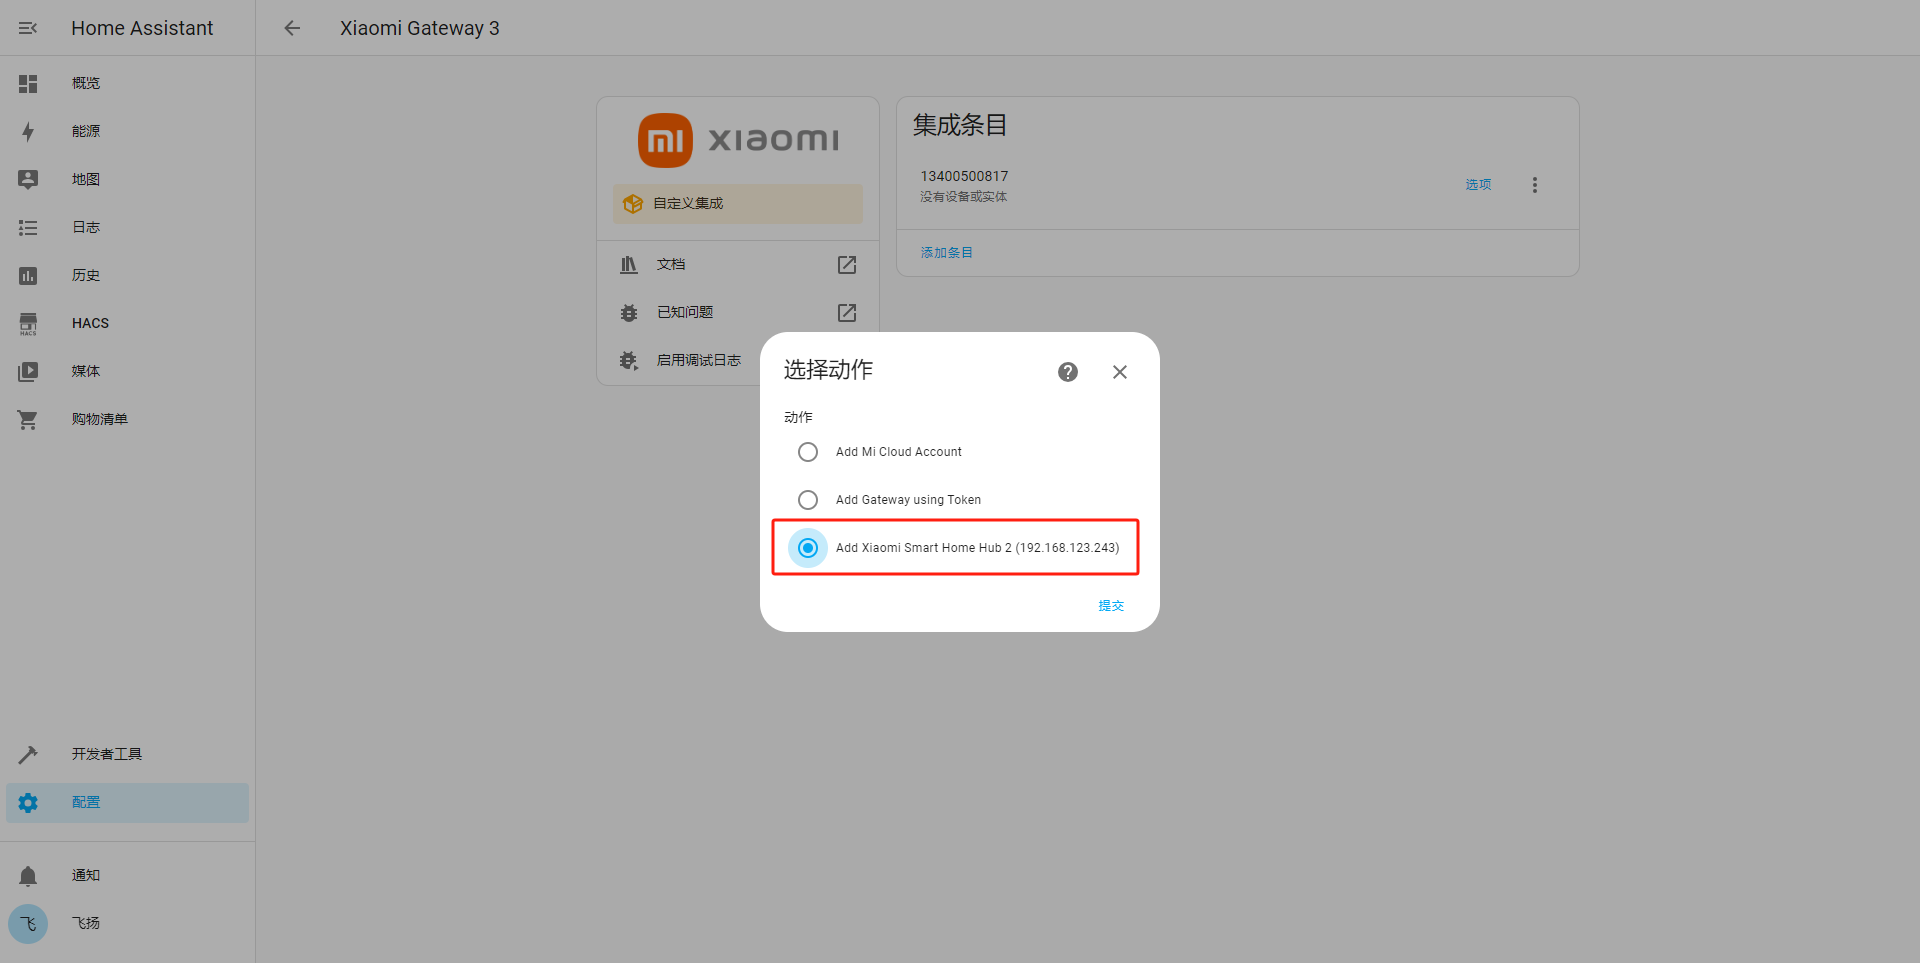 Home Assistant
Xiaomi Gateway 3
概览
能源
地图
日志
历史
HACS
HACS
媒体
购物清单
开发者工具
配置
通知
飞
飞扬
mi xiaomi
自定义集成
文档
已知问题
启用调试日志
集成条目
13400500817
没有设备或实体
选项
添加条目
选择动作
动作
Add Mi Cloud Account
Add Gateway using Token
Add Xiaomi Smart Home Hub 2 (192.168.123.243)
提交